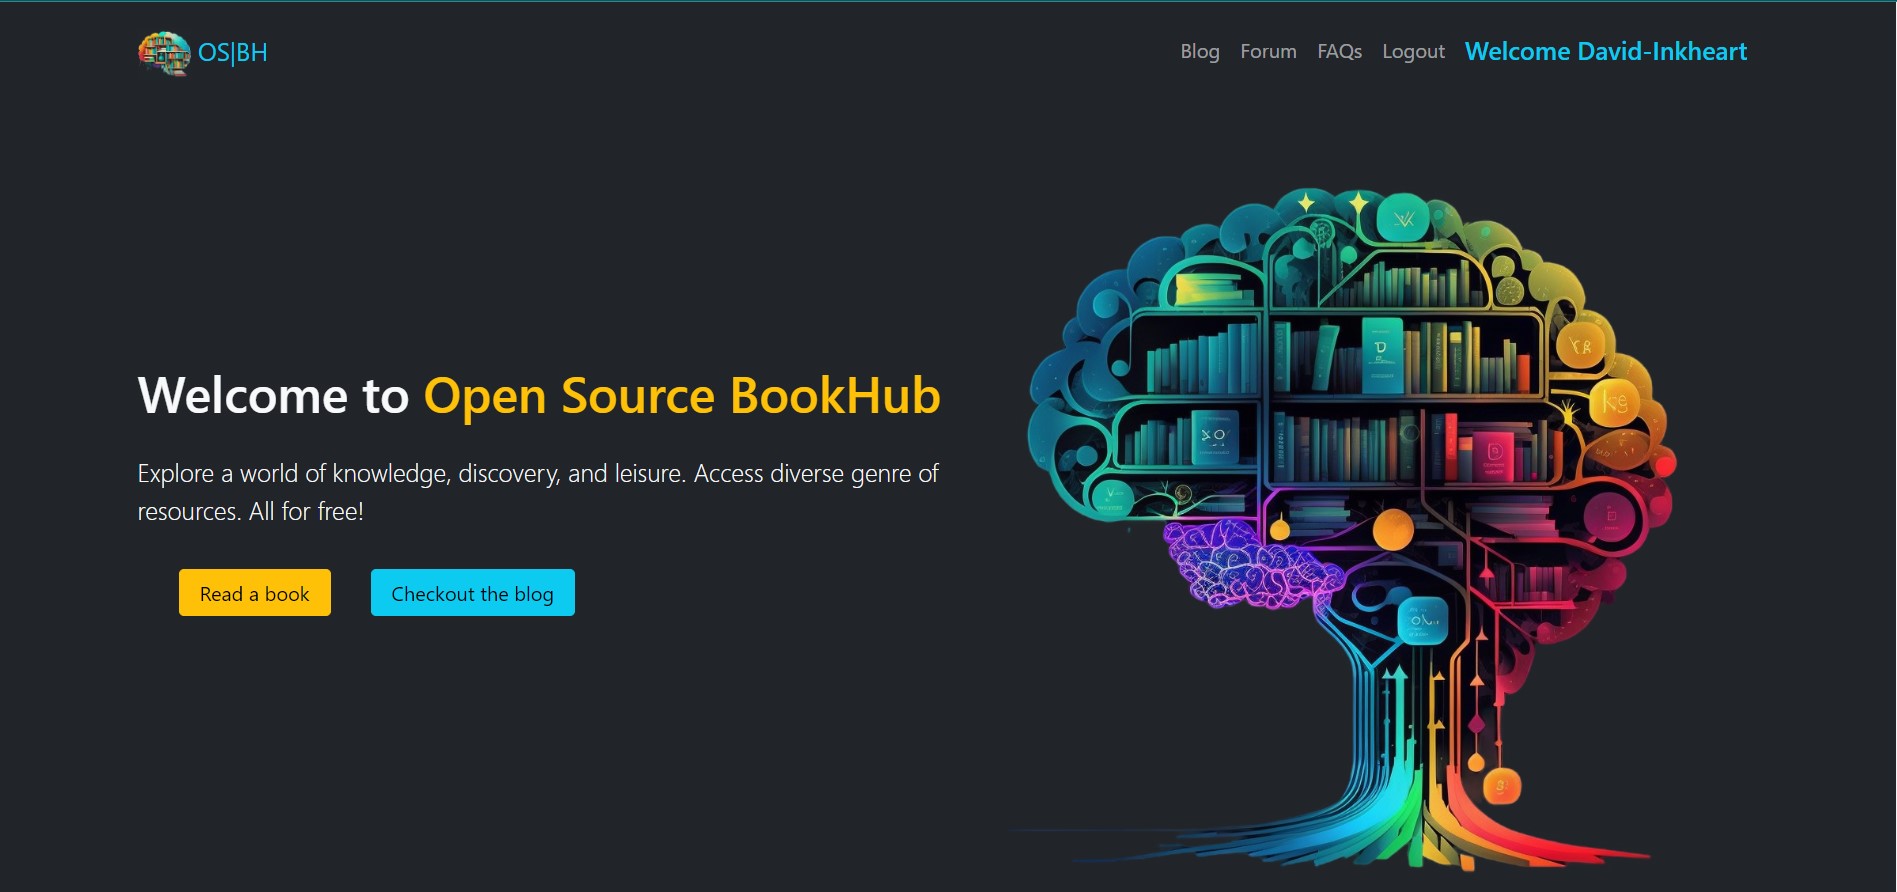 OS|BH
Blog Forum FAQs Logout Welcome David-Inkheart
Welcome to Open Source BookHub
Explore a world of knowledge, discovery, and leisure. Access diverse genre of
resources. All for free!
Read a book Checkout the blog